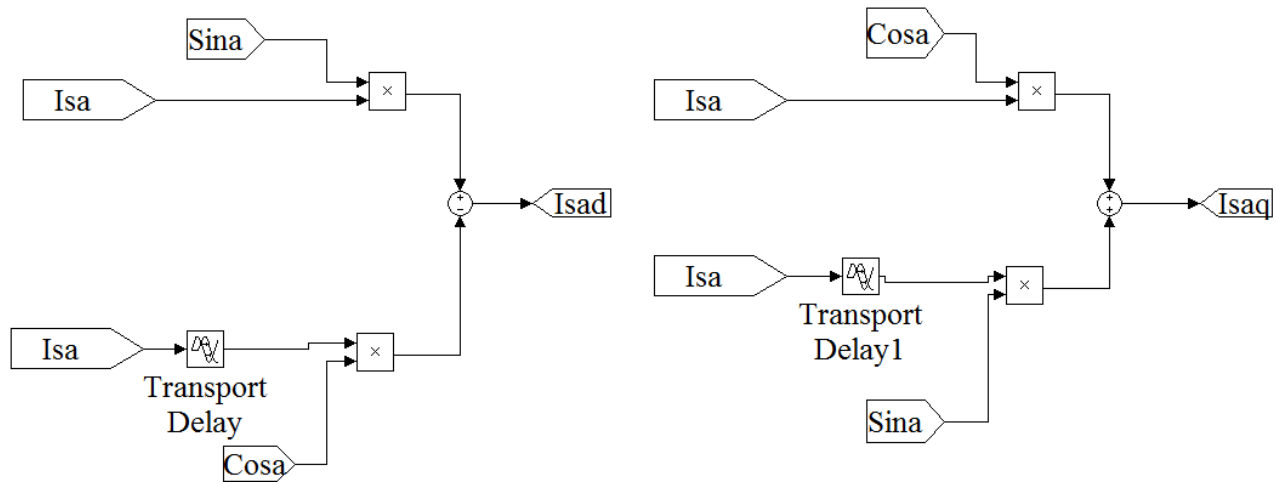 Sina
Isa
×
+
−
Isad
Isa
×
Transport
Delay
Cosa
Cosa
Isa
×
+
+
Isaq
Isa
×
Transport
Delay1
Sina